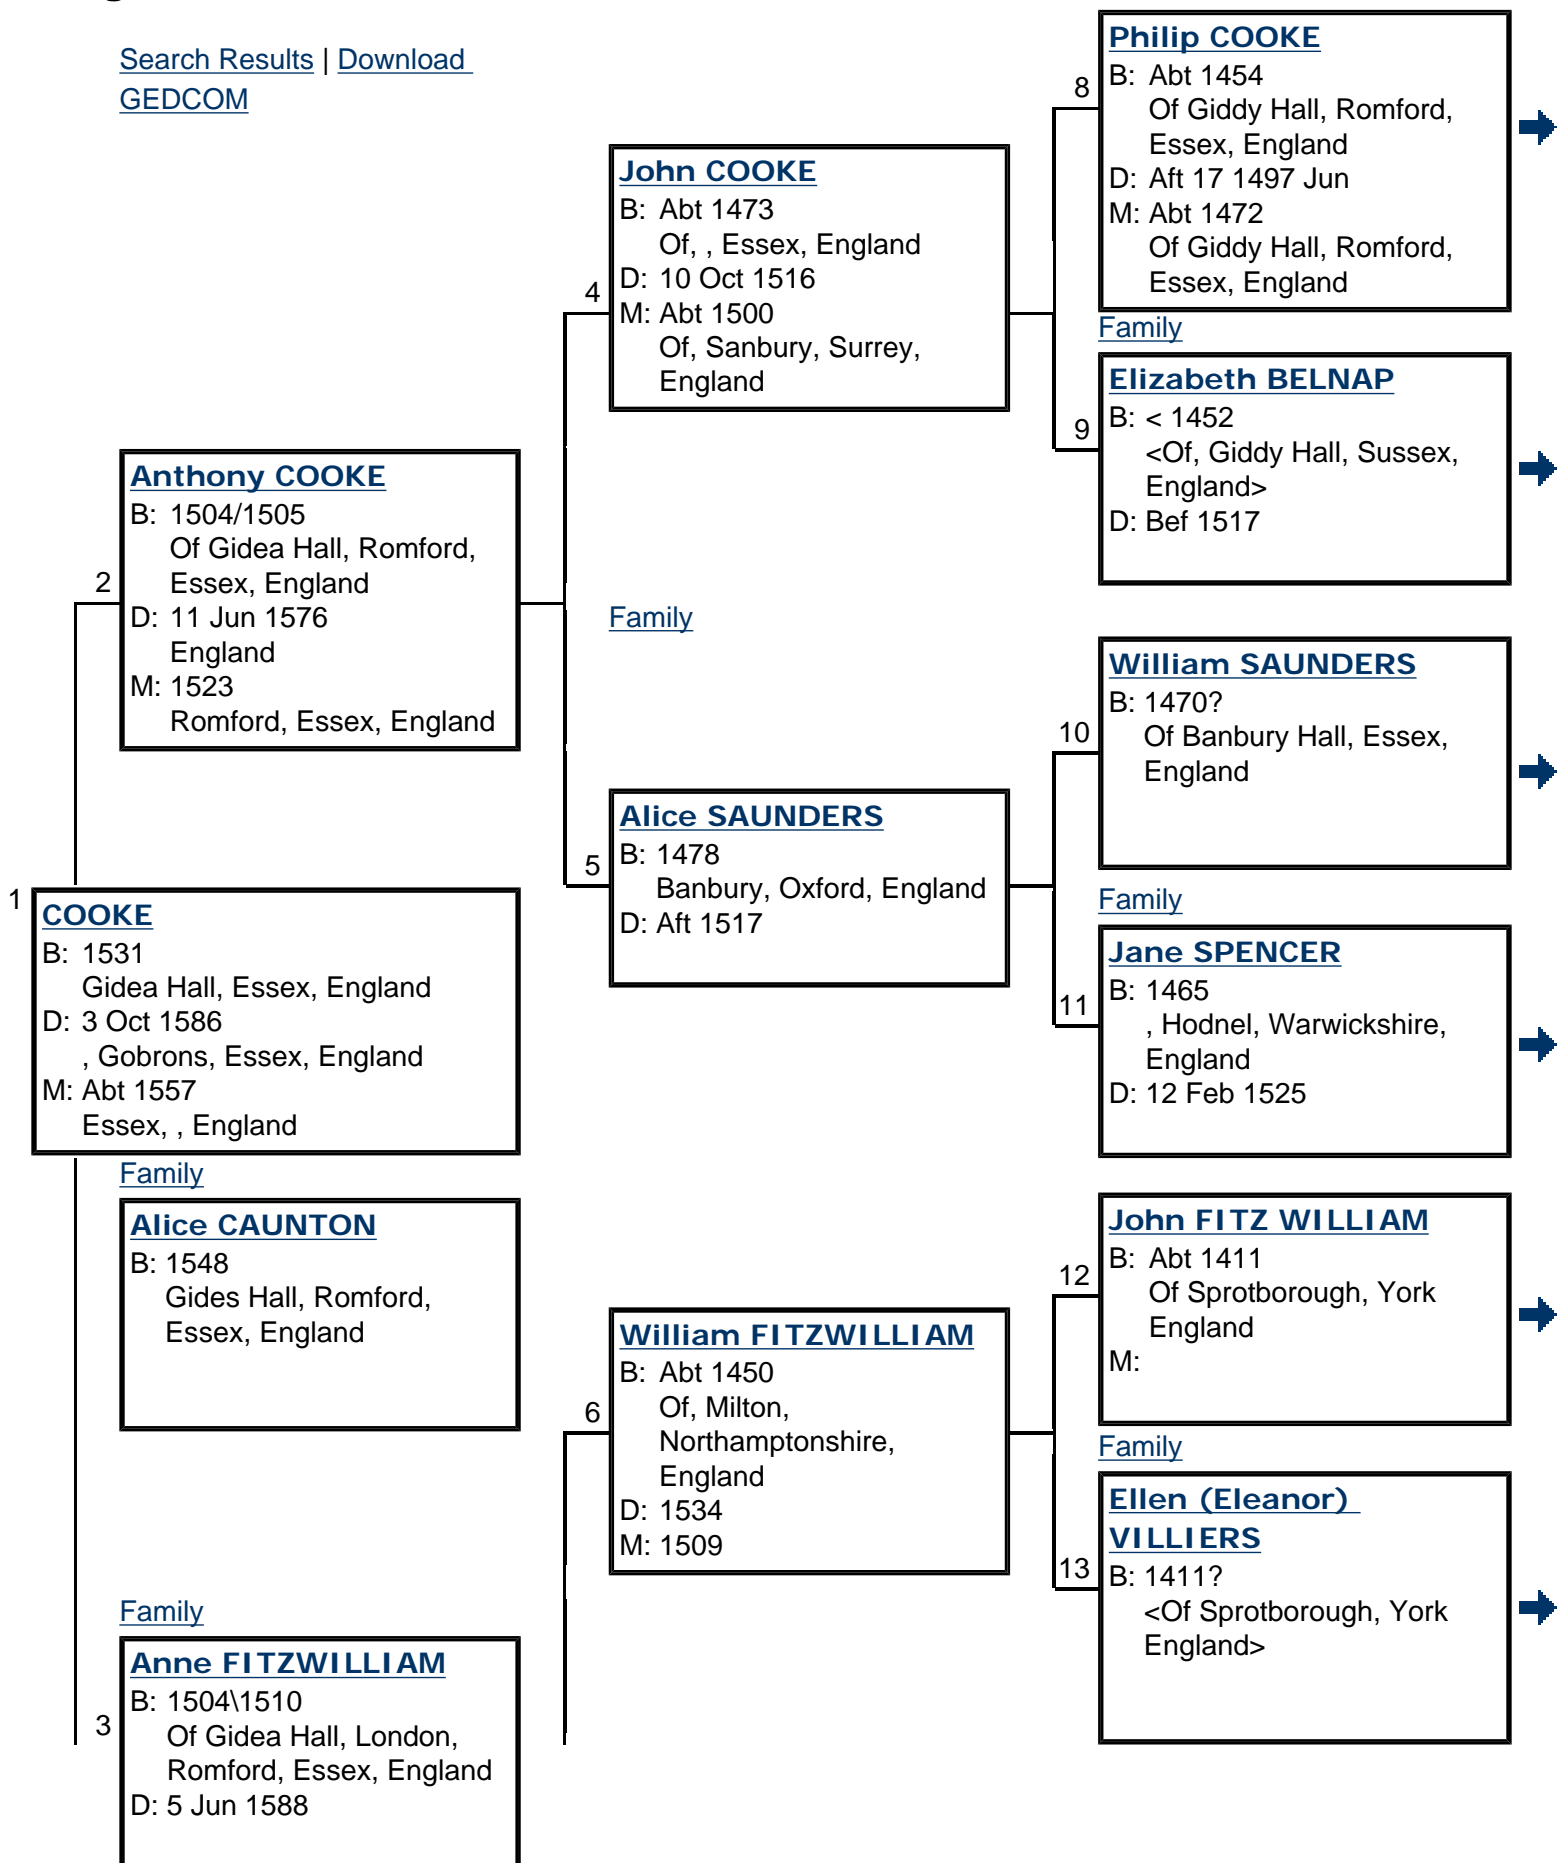 Search Results | Download
GEDCOM
8
Philip COOKE
B: Abt 1454
Of Giddy Hall, Romford,
Essex, England
D: Aft 17 1497 Jun
M: Abt 1472
Of Giddy Hall, Romford,
Essex, England
4
John COOKE
B: Abt 1473
Of, , Essex, England
D: 10 Oct 1516
M: Abt 1500
Of, Sanbury, Surrey,
England
Family
9
Elizabeth BELNAP
B: < 1452
<Of, Giddy Hall, Sussex,
England>
D: Bef 1517
2
Anthony COOKE
B: 1504/1505
Of Gidea Hall, Romford,
Essex, England
D: 11 Jun 1576
England
M: 1523
Romford, Essex, England
Family
10
William SAUNDERS
B: 1470?
Of Banbury Hall, Essex,
England
5
Alice SAUNDERS
B: 1478
Banbury, Oxford, England
D: Aft 1517
Family
11
Jane SPENCER
B: 1465
, Hodnel, Warwickshire,
England
D: 12 Feb 1525
1
COOKE
B: 1531
Gidea Hall, Essex, England
D: 3 Oct 1586
, Gobrons, Essex, England
M: Abt 1557
Essex, , England
Family
Alice CAUNTON
B: 1548
Gides Hall, Romford,
Essex, England
12
John FITZ WILLIAM
B: Abt 1411
Of Sprotborough, York
England
M:
6
William FITZWILLIAM
B: Abt 1450
Of, Milton,
Northamptonshire,
England
D: 1534
M: 1509
Family
13
Ellen (Eleanor)
VILLIERS
B: 1411?
<Of Sprotborough, York
England>
Family
3
Anne FITZWILLIAM
B: 1504\1510
Of Gidea Hall, London,
Romford, Essex, England
D: 5 Jun 1588